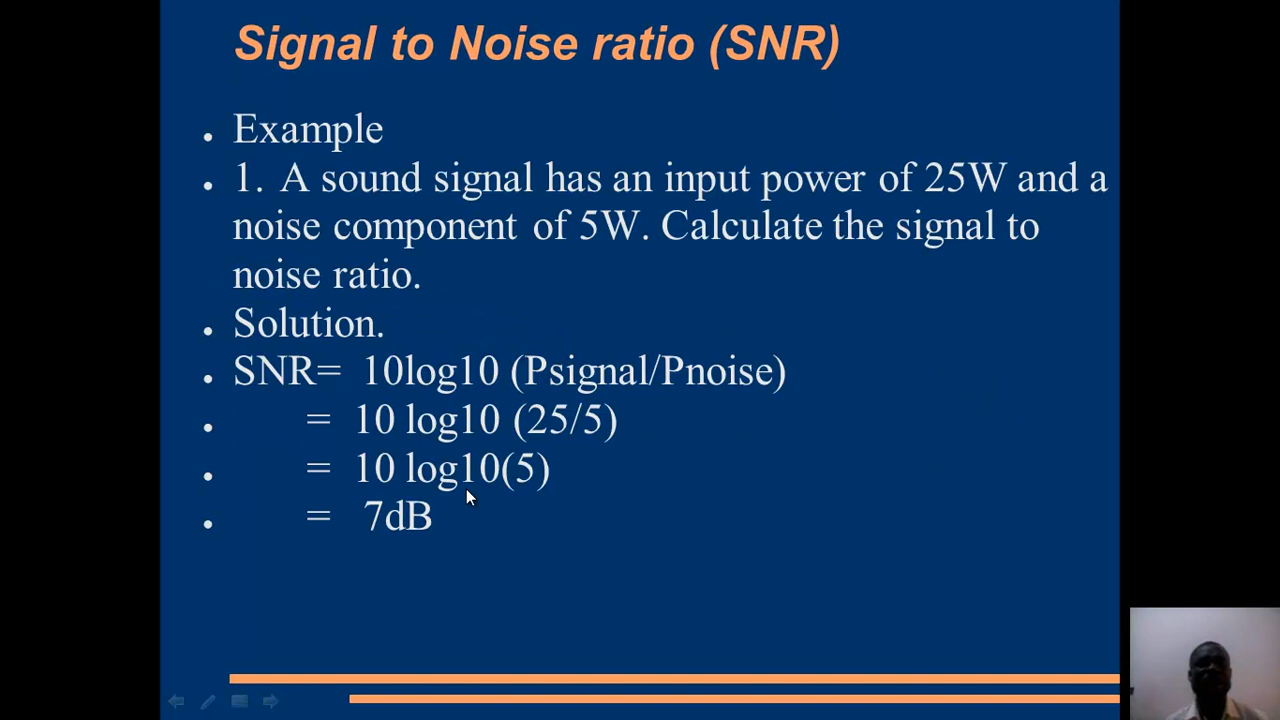 Signal to Noise ratio (SNR)
• Example
• 1. A sound signal has an input power of 25W and a
noise component of 5W. Calculate the signal to
noise ratio.
• Solution.
• SNR= 10log10 (Psignal/Pnoise)
• = 10 log10 (25/5)
• = 10 log10(5)
• = 7dB